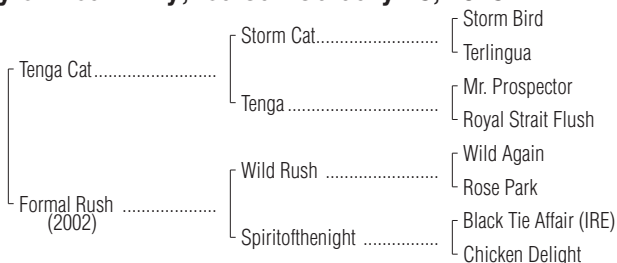 Storm Bird
Storm Cat..................................
Terlingua
Tenga Cat.........................
Mr. Prospector
Tenga ....................................
Royal Strait Flush
Wild Again
Wild Rush ..........................
Rose Park
Formal Rush ...................
(2002)
Black Tie Affair (IRE)
Spiritofthenight ................
Chicken Delight